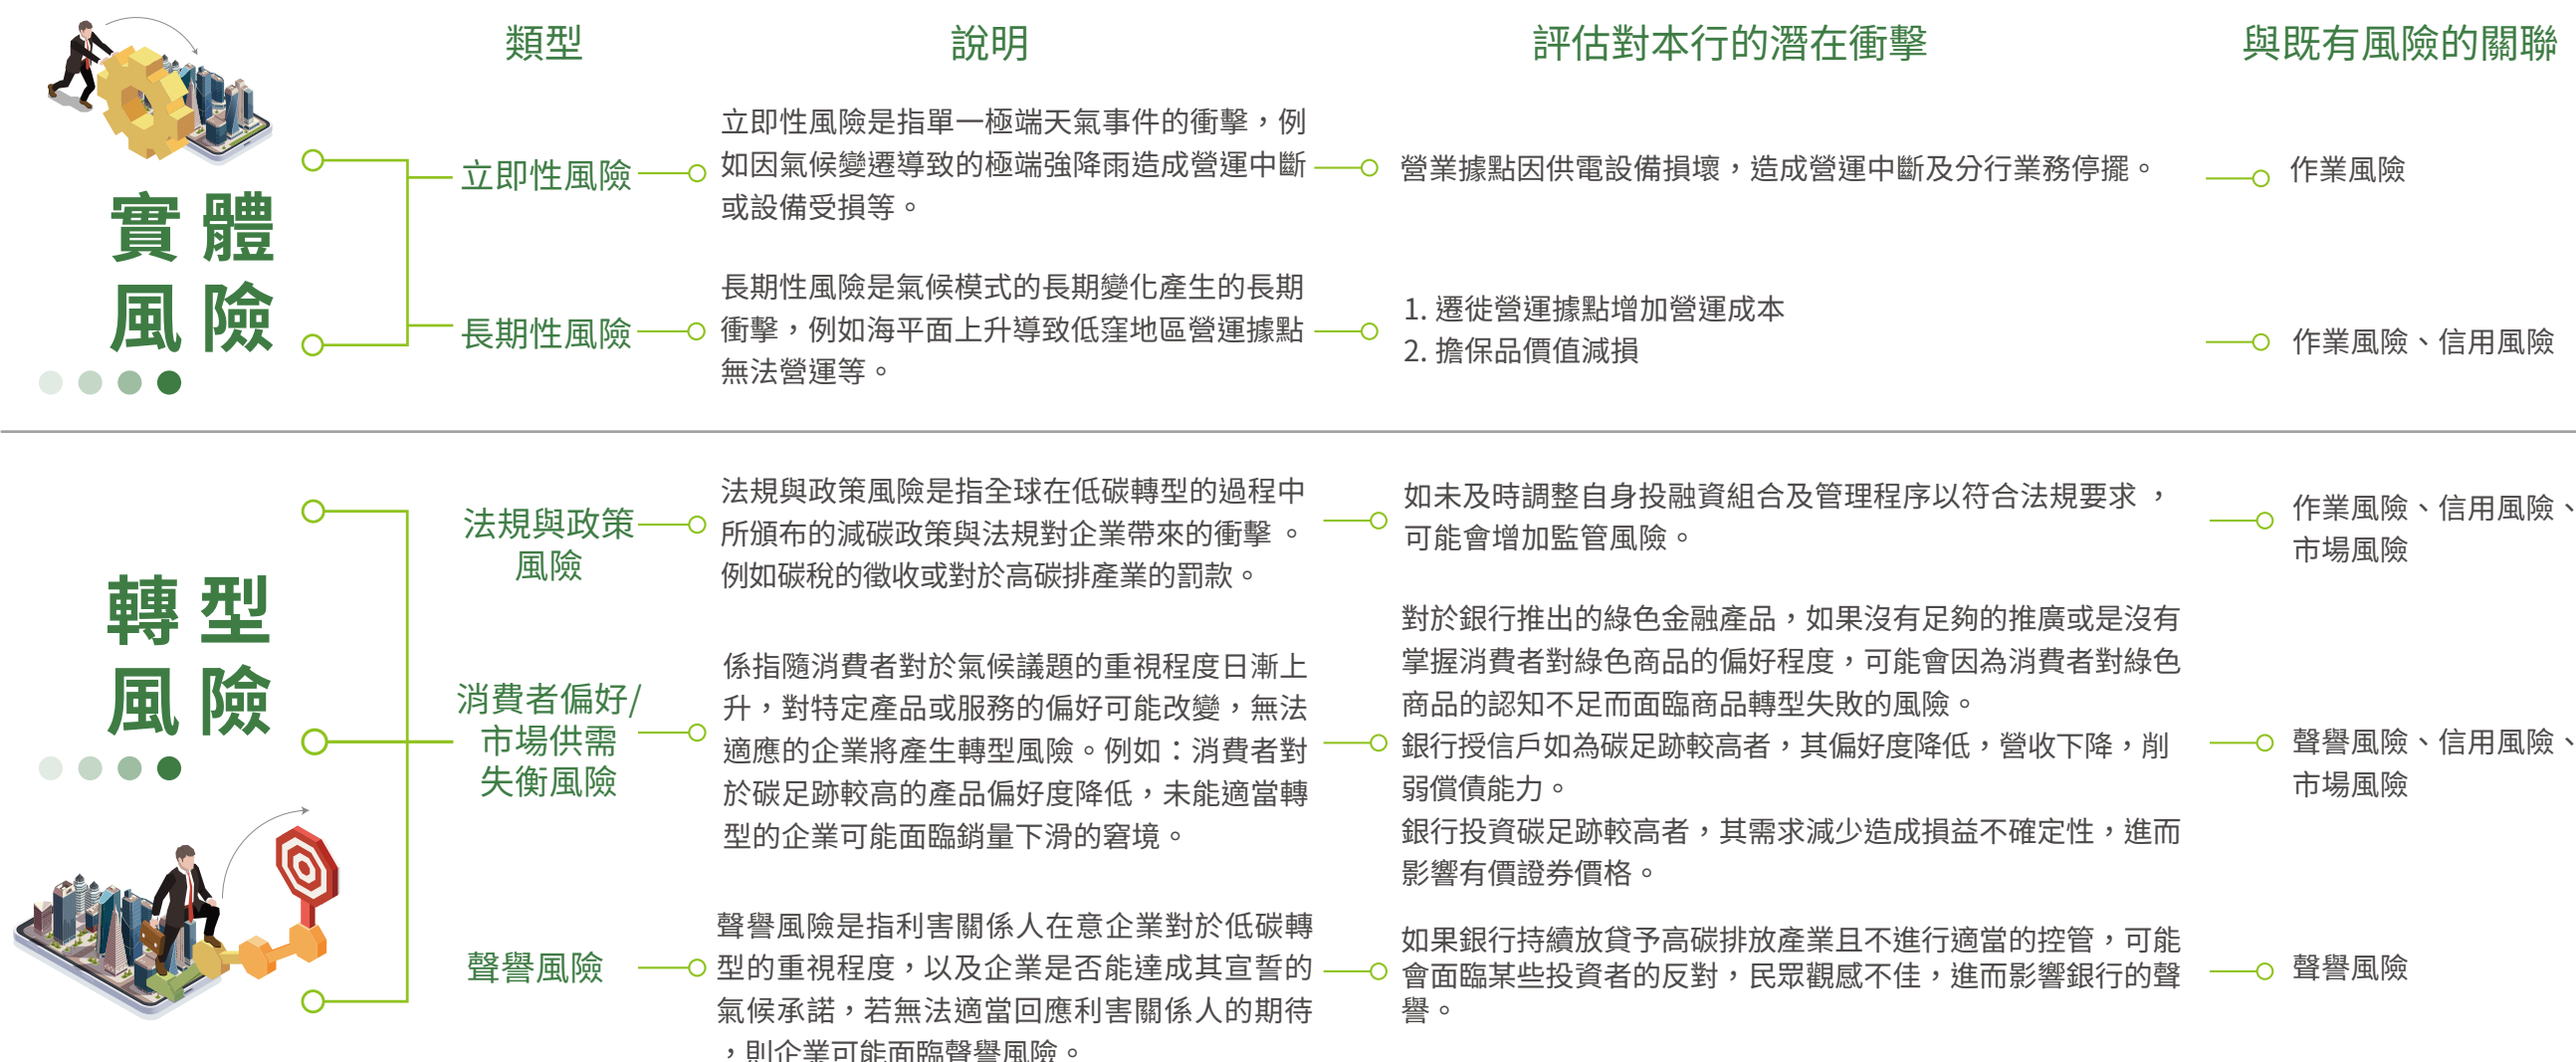 類型
說明
評估對本行的潛在衝擊
與既有風險的關聯
實體
風險
立即性風險
立即性風險是指單一極端天氣事件的衝擊，例
如因氣候變遷導致的極端強降雨造成營運中斷
或設備受損等。
營業據點因供電設備損壞，造成營運中斷及分行業務停擺。
作業風險
長期性風險
長期性風險是氣候模式的長期變化產生的長期
衝擊，例如海平面上升導致低窪地區營運據點
無法營運等。
1. 遷徙營運據點增加營運成本
2. 擔保品價值減損
作業風險、信用風險
轉型
風險
法規與政策
風險
法規與政策風險是指全球在低碳轉型的過程中
所頒布的減碳政策與法規對企業帶來的衝擊 。
例如碳稅的徵收或對於高碳排產業的罰款。
如未及時調整自身投融資組合及管理程序以符合法規要求 ，
可能會增加監管風險。
作業風險、信用風險、
市場風險
消費者偏好/
市場供需
失衡風險
係指隨消費者對於氣候議題的重視程度日漸上
升，對特定產品或服務的偏好可能改變，無法
適應的企業將產生轉型風險。例如：消費者對
於碳足跡較高的產品偏好度降低，未能適當轉
型的企業可能面臨銷量下滑的窘境。
對於銀行推出的綠色金融產品，如果沒有足夠的推廣或是沒有
掌握消費者對綠色商品的偏好程度，可能會因為消費者對綠色
商品的認知不足而面臨商品轉型失敗的風險。
銀行授信戶如為碳足跡較高者，其偏好度降低，營收下降，削
弱償債能力。
銀行投資碳足跡較高者，其需求減少造成損益不確定性，進而
影響有價證券價格。
聲譽風險、信用風險、
市場風險
聲譽風險
聲譽風險是指利害關係人在意企業對於低碳轉
型的重視程度，以及企業是否能達成其宣誓的
氣候承諾，若無法適當回應利害關係人的期待
，則企業可能面臨聲譽風險。
如果銀行持續放貸予高碳排放產業且不進行適當的控管，可能
會面臨某些投資者的反對，民眾觀感不佳，進而影響銀行的聲
譽。
聲譽風險